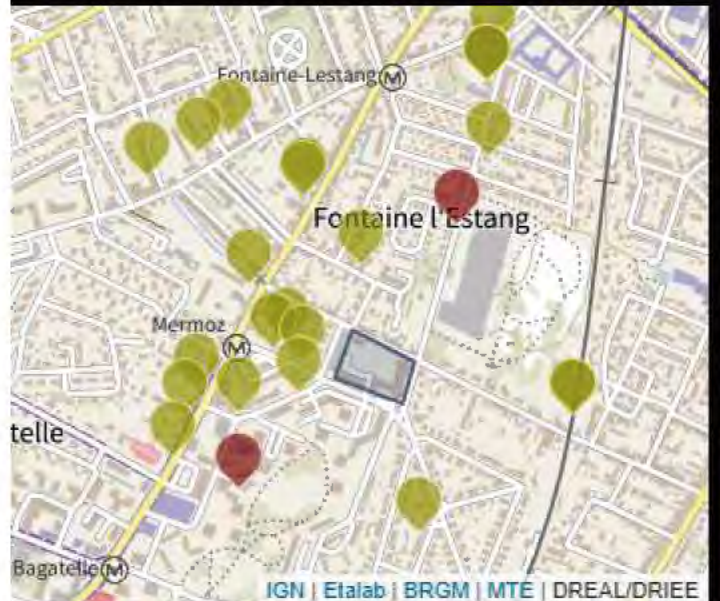 Fontaine-Lestang M
Fontaine l'Estang
Mermoz
M
telle
Bagatelle M
IGN | Etalab | BRGM | MTE | DREAL/DRIEE